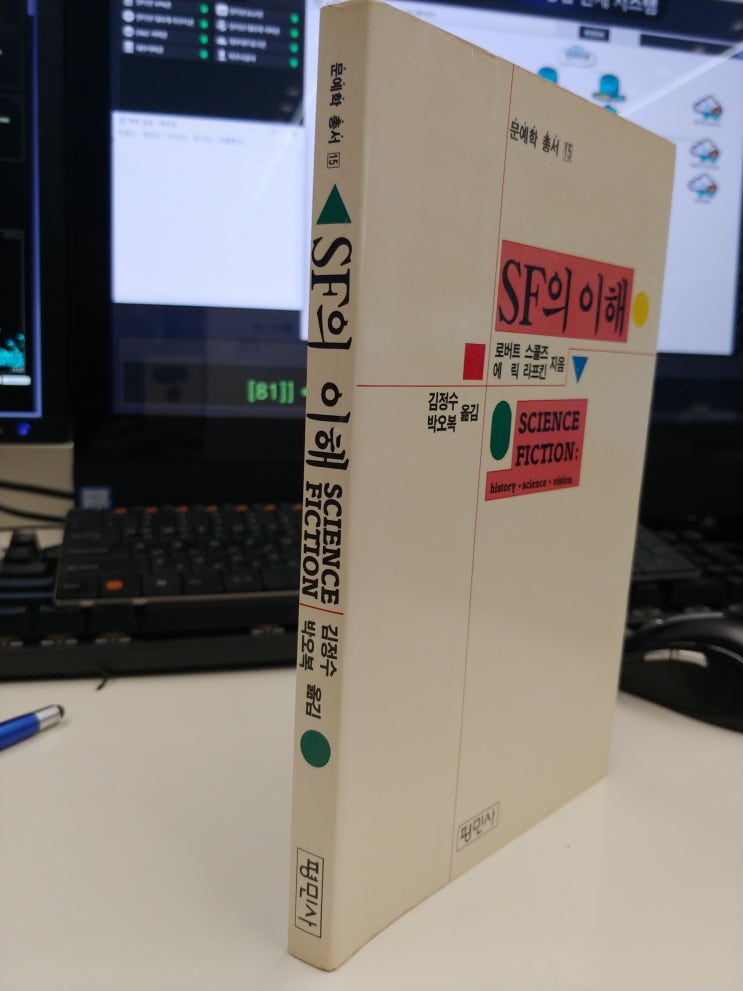 문예학 총서 15
SF의 이해
SCIENCE
FICTION
김정수
박오복 옮김
평민사
문예학 총서 15
SF의 이해
로버트 스콜즈
에 릭 라프킨 지음
김정수
박오복 옮김
SCIENCE
FICTION:
history · science · vision
평민사
[81]]